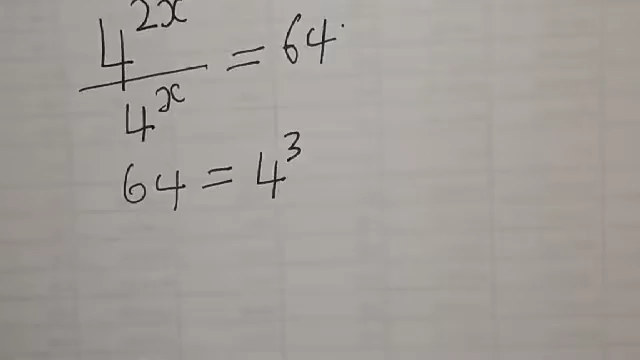 4^{2x} / 4^x = 64
64 = 4^3